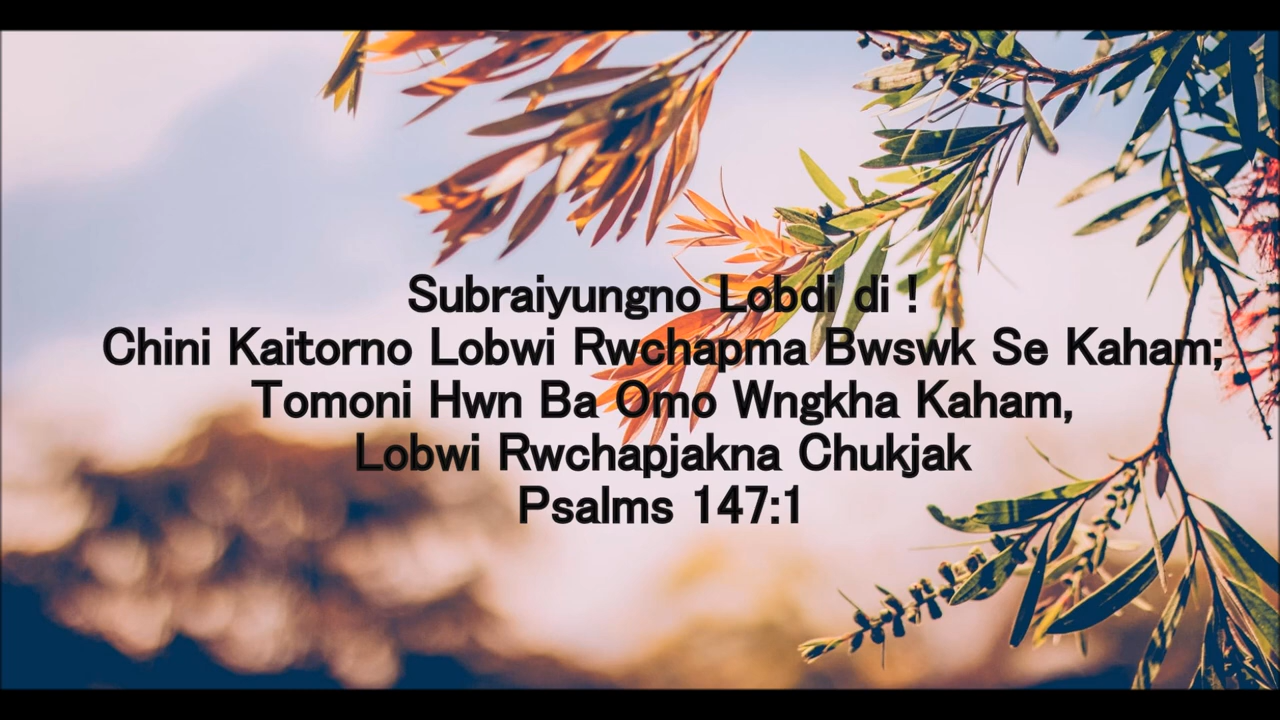 Subraiyungno Lobdi di !
Chini Kaitorno Lobwi Rwchapma Bwswk Se Kaham;
Tomoni Hwn Ba Omo Wngkha Kaham,
Lobwi Rwchapjakna Chukjak
Psalms 147:1